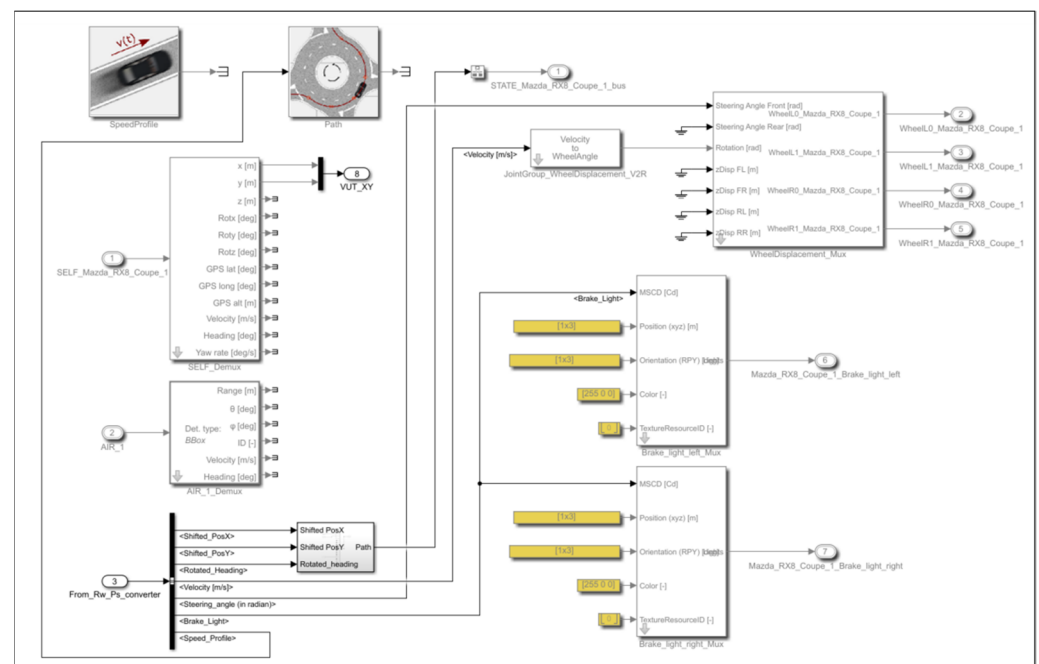 v(t)
SpeedProfile
Path
1
STATE_Mazda_RX8_Coupe_1_bus
Steering Angle Front [rad]
Steering Angle Rear [rad]
Rotation [rad]
zDisp FL [m]
zDisp FR [m]
zDisp RL [m]
zDisp RR [m]
WheelL0_Mazda_RX8_Coupe_1
WheelL1_Mazda_RX8_Coupe_1
WheelR0_Mazda_RX8_Coupe_1
WheelR1_Mazda_RX8_Coupe_1
WheelDisplacement_Mux
2
WheelL0_Mazda_RX8_Coupe_1
3
WheelL1_Mazda_RX8_Coupe_1
4
WheelR0_Mazda_RX8_Coupe_1
5
WheelR1_Mazda_RX8_Coupe_1
<Velocity [m/s]>
Velocity
to
WheelAngle
JointGroup_WheelDisplacement_V2R
1
SELF_Mazda_RX8_Coupe_1
x [m]
y [m]
z [m]
Rotx [deg]
Roty [deg]
Rotz [deg]
GPS lat [deg]
GPS long [deg]
GPS alt [m]
Velocity [m/s]
Heading [deg]
Yaw rate [deg/s]
SELF_Demux
8
VUT_XY
2
AIR_1
Det. type:
BBox
Range [m]
θ [deg]
φ [deg]
ID [-]
Velocity [m/s]
Heading [deg]
AIR_1_Demux
<Brake_Light>
MSCD [Cd]
[1x3]
Position (xyz) [m]
[1x3]
Orientation (RPY) [deg]
[255 0 0]
Color [-]
0
TextureResourceID [-]
Brake_light_left_Mux
6
Mazda_RX8_Coupe_1_Brake_light_left
MSCD [Cd]
[1x3]
Position (xyz) [m]
[1x3]
Orientation (RPY) [deg]
[255 0 0]
Color [-]
0
TextureResourceID [-]
Brake_light_right_Mux
7
Mazda_RX8_Coupe_1_Brake_light_right
3
From_Rw_Ps_converter
<Shifted_PosX>
<Shifted_PosY>
<Rotated_Heading>
<Velocity [m/s]>
<Steering_angle (in radian)>
<Brake_Light>
<Speed_Profile>
Shifted PosX
Shifted PosY
Rotated_heading
Path